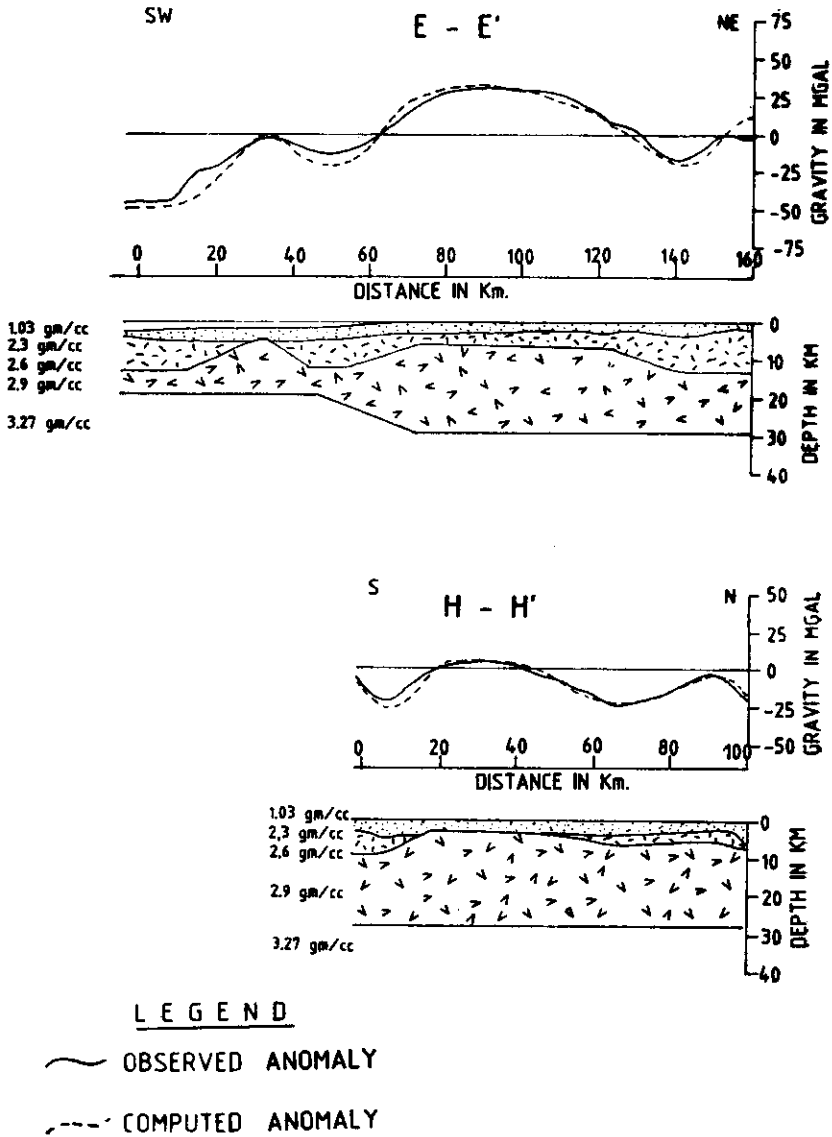 SW E - E' NE
75
50
25
0
-25
-50
-75
GRAVITY IN MGAL
0 20 40 60 80 100 120 140 160
DISTANCE IN Km.
1.03 gm/cc
2.3 gm/cc
2.6 gm/cc
2.9 gm/cc
3.27 gm/cc
0
10
20
30
40
DEPTH IN KM
S H - H' N
50
25
0
-25
-50
GRAVITY IN MGAL
0 20 40 60 80 100
DISTANCE IN Km.
1.03 gm/cc
2.3 gm/cc
2.6 gm/cc
2.9 gm/cc
3.27 gm/cc
0
10
20
30
40
DEPTH IN KM
LEGEND
OBSERVED ANOMALY
COMPUTED ANOMALY